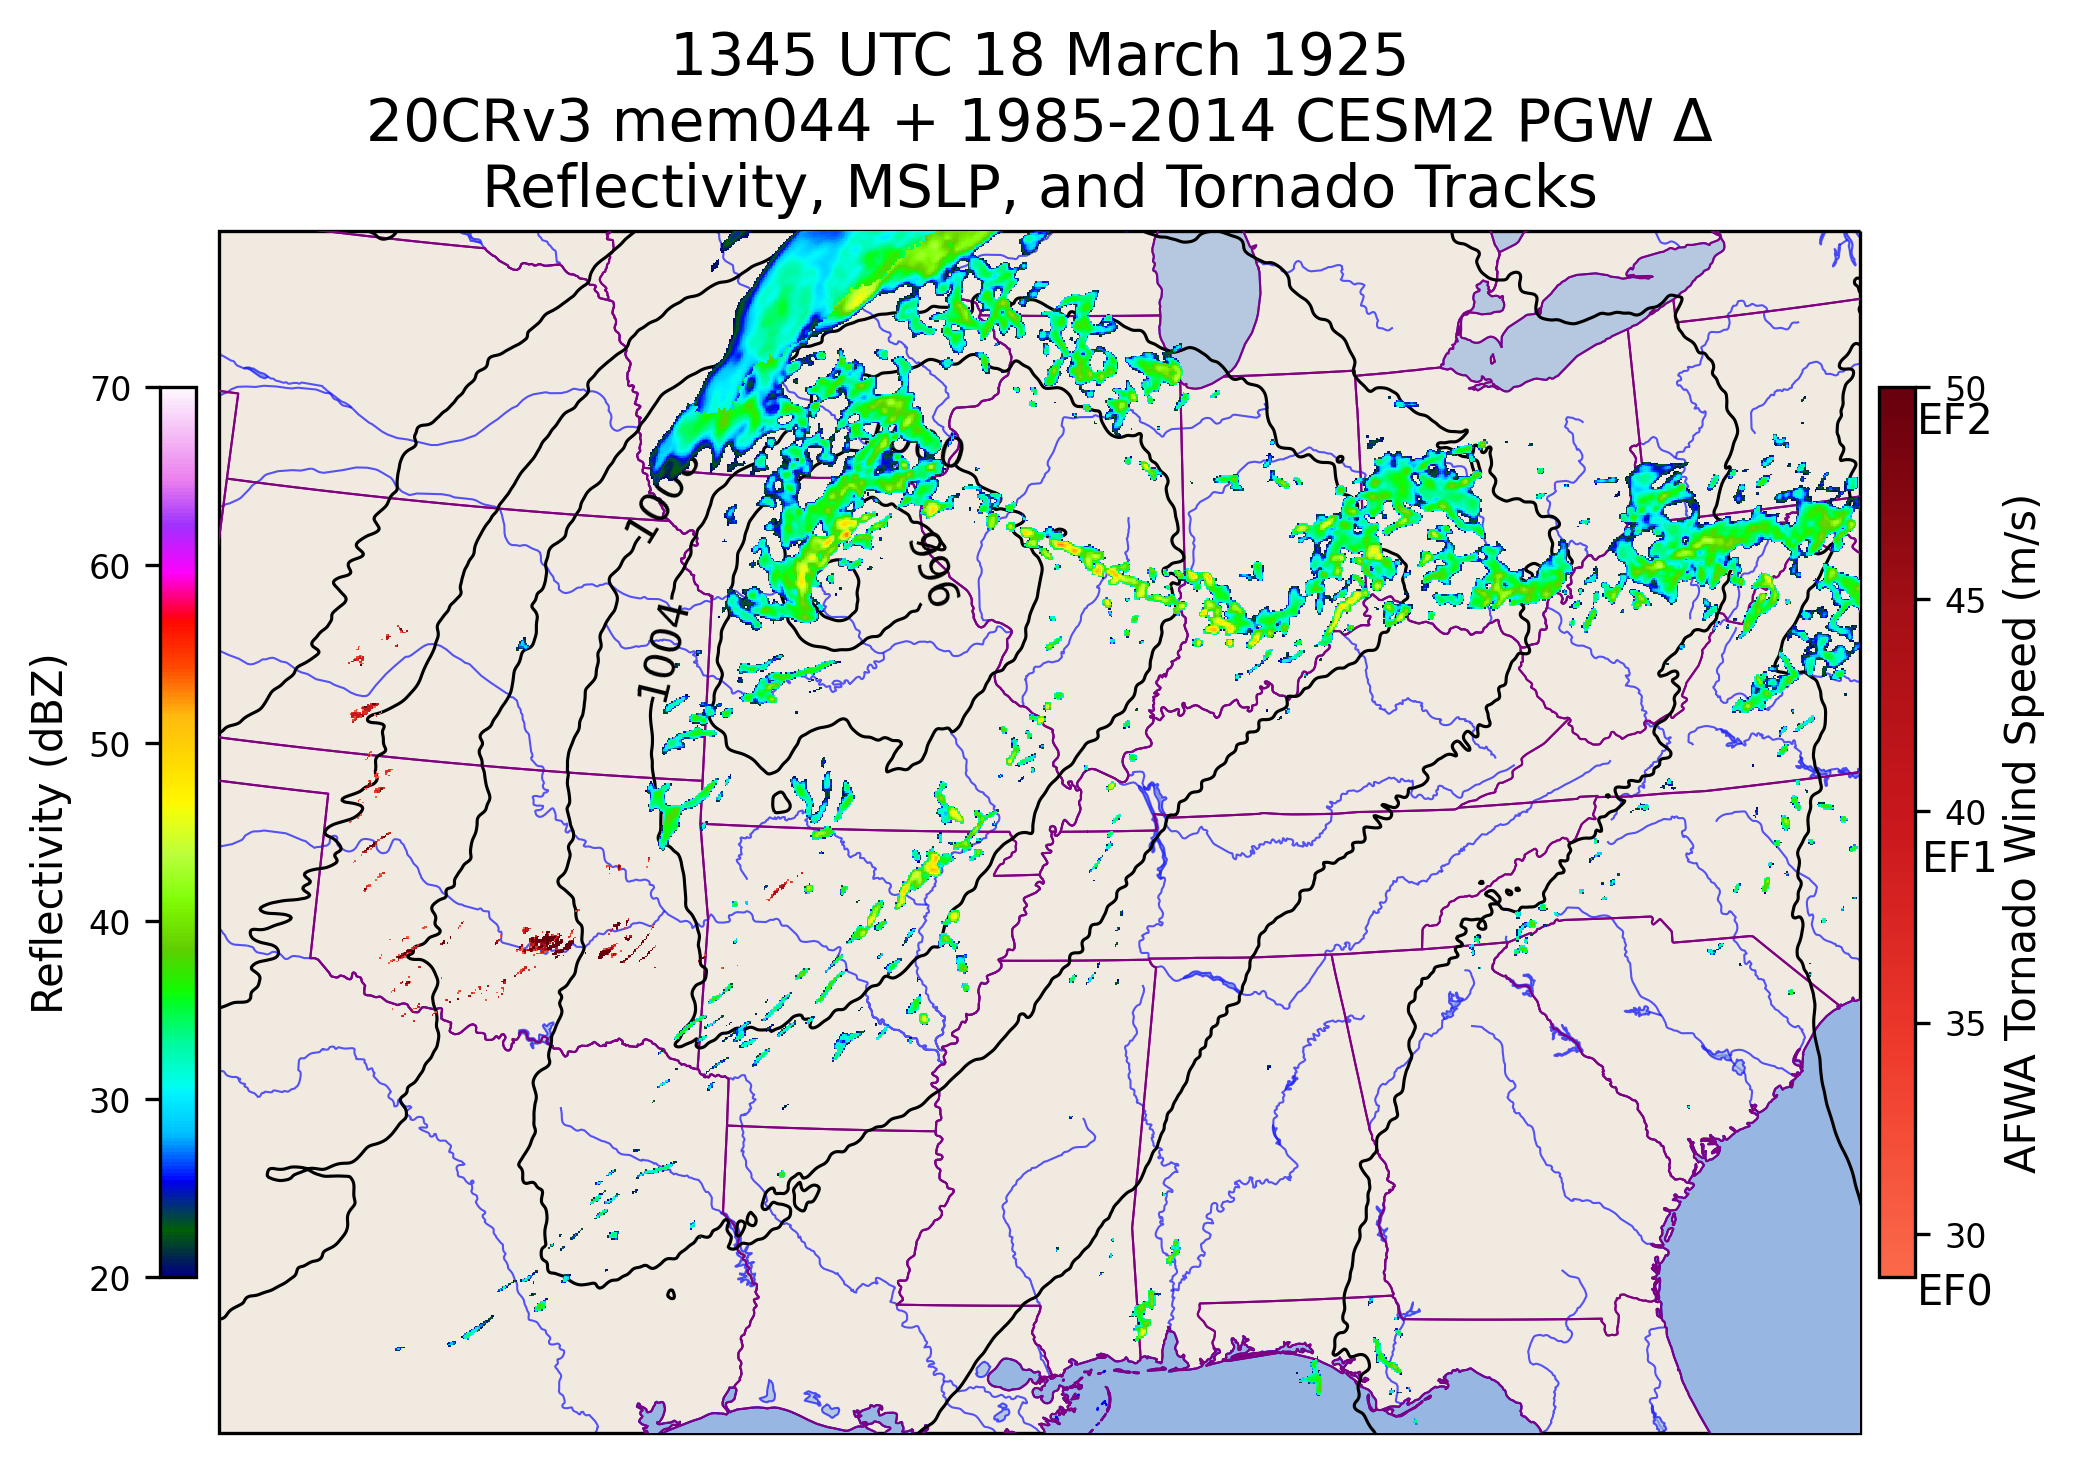 1345 UTC 18 March 1925
20CRv3 mem044 + 1985-2014 CESM2 PGW Δ
Reflectivity, MSLP, and Tornado Tracks
70
60
50
40
30
20
Reflectivity (dBZ)
1004
996
50
EF2
45
40
EF1
35
30
EF0
AFWA Tornado Wind Speed (m/s)